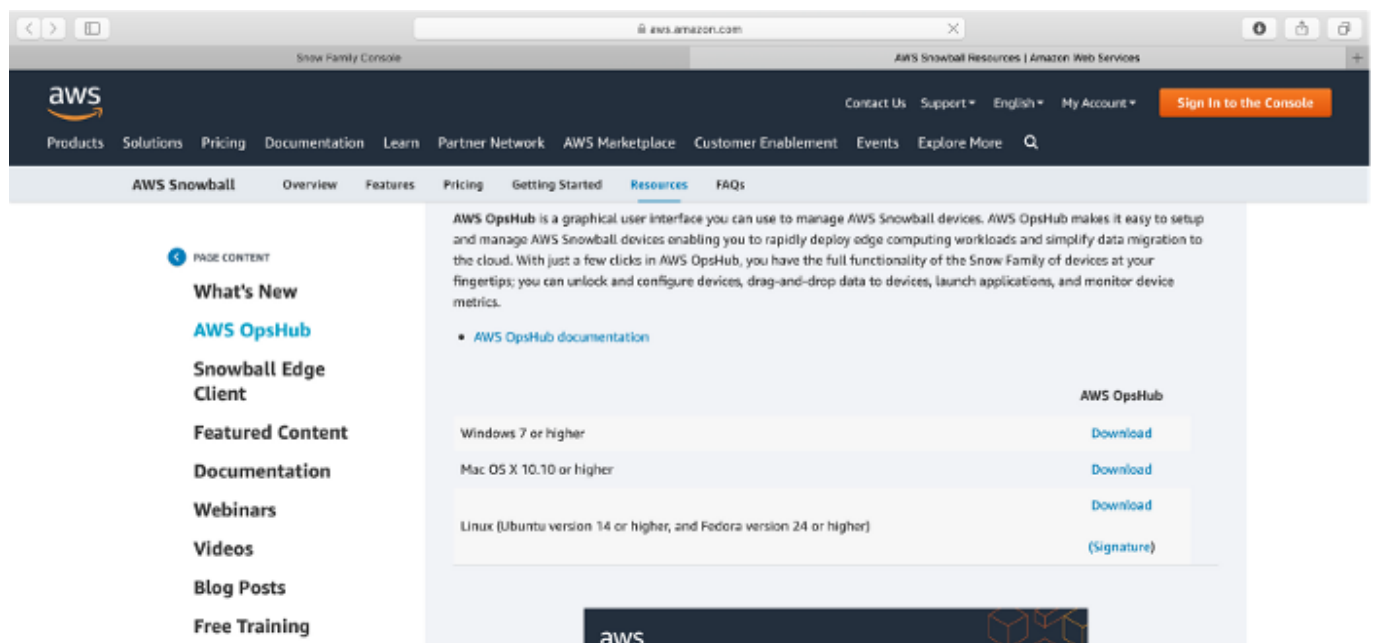 aws.amazon.com
Snow Family Console
AWS Snowball Resources | Amazon Web Services
aws
Contact Us Support English My Account Sign In to the Console
Products Solutions Pricing Documentation Learn Partner Network AWS Marketplace Customer Enablement Events Explore More
AWS Snowball Overview Features Pricing Getting Started Resources FAQs
PAGE CONTENT
What's New
AWS OpsHub
Snowball Edge
Client
Featured Content
Documentation
Webinars
Videos
Blog Posts
Free Training
AWS OpsHub is a graphical user interface you can use to manage AWS Snowball devices. AWS OpsHub makes it easy to setup
and manage AWS Snowball devices enabling you to rapidly deploy edge computing workloads and simplify data migration to
the cloud. With just a few clicks in AWS OpsHub, you have the full functionality of the Snow Family of devices at your
fingertips; you can unlock and configure devices, drag-and-drop data to devices, launch applications, and monitor device
metrics.
• AWS OpsHub documentation
AWS OpsHub
Windows 7 or higher Download
Mac OS X 10.10 or higher Download
Linux (Ubuntu version 14 or higher, and Fedora version 24 or higher) Download
(Signature)
aws